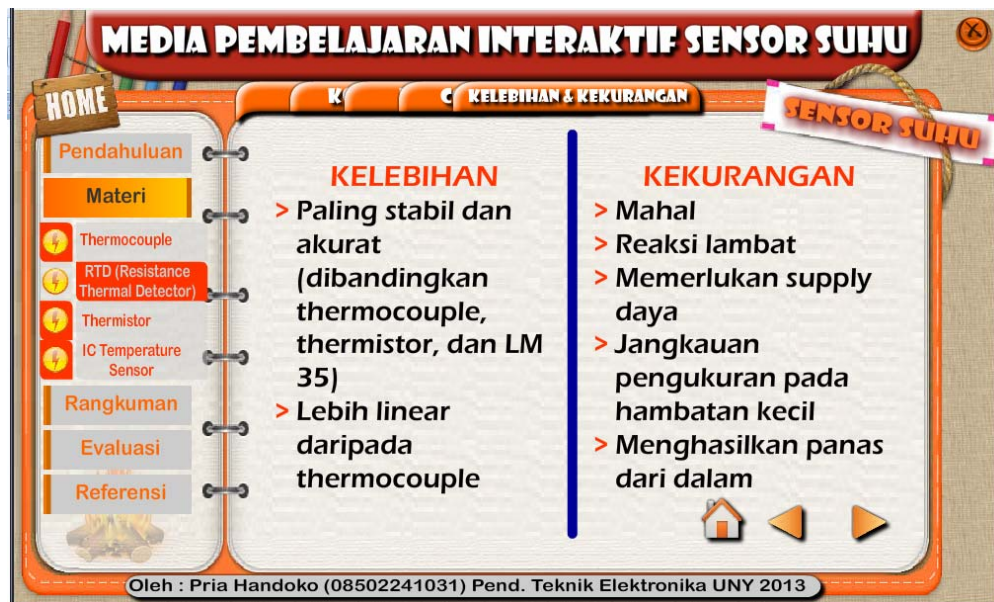 MEDIA PEMBELAJARAN INTERAKTIF SENSOR SUHU
HOME
K
C
KELEBIHAN & KEKURANGAN
SENSOR SUHU
Pendahuluan
Materi
Thermocouple
RTD (Resistance
Thermal Detector)
Thermistor
IC Temperature
Sensor
Rangkuman
Evaluasi
Referensi
KELEBIHAN
> Paling stabil dan
akurat
(dibandingkan
thermocouple,
thermistor, dan LM
35)
> Lebih linear
daripada
thermocouple
KEKURANGAN
> Mahal
> Reaksi lambat
> Memerlukan supply
daya
> Jangkauan
pengukuran pada
hambatan kecil
> Menghasilkan panas
dari dalam
Oleh : Pria Handoko (08502241031) Pend. Teknik Elektronika UNY 2013